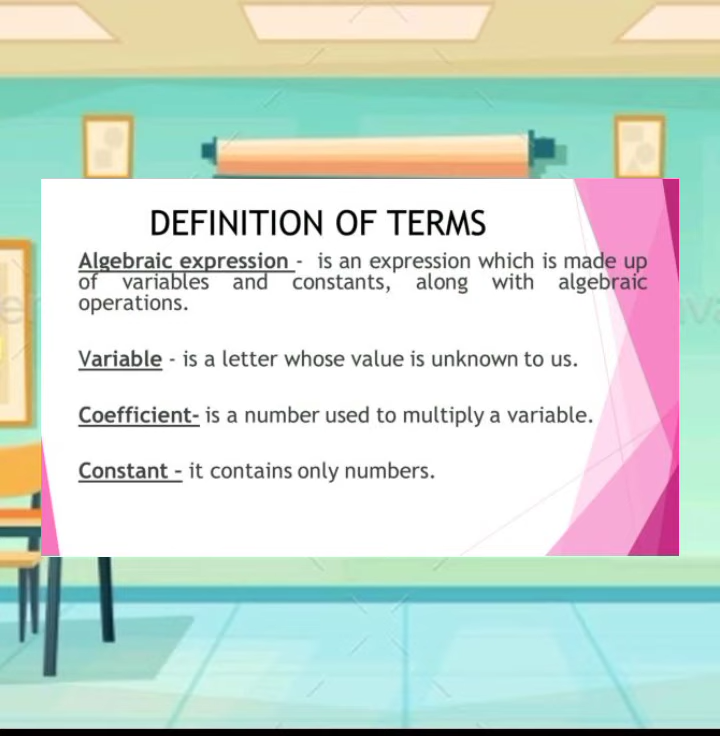 DEFINITION OF TERMS
Algebraic expression - is an expression which is made up
of variables and constants, along with algebraic
operations.
Variable - is a letter whose value is unknown to us.
Coefficient- is a number used to multiply a variable.
Constant - it contains only numbers.